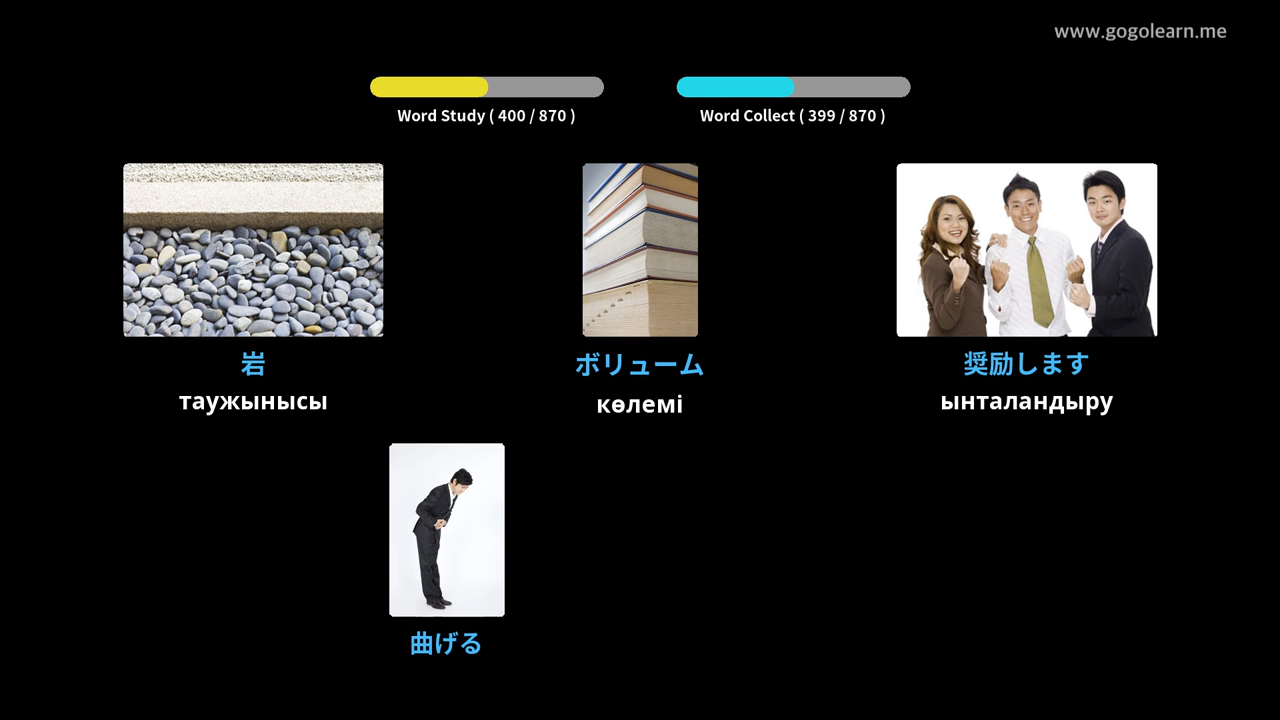 www.gogolearn.me
Word Study ( 400 / 870 )
Word Collect ( 399 / 870 )
岩
ボリューム
奨励します
таужынысы
көлемі
ынталандыру
曲げる